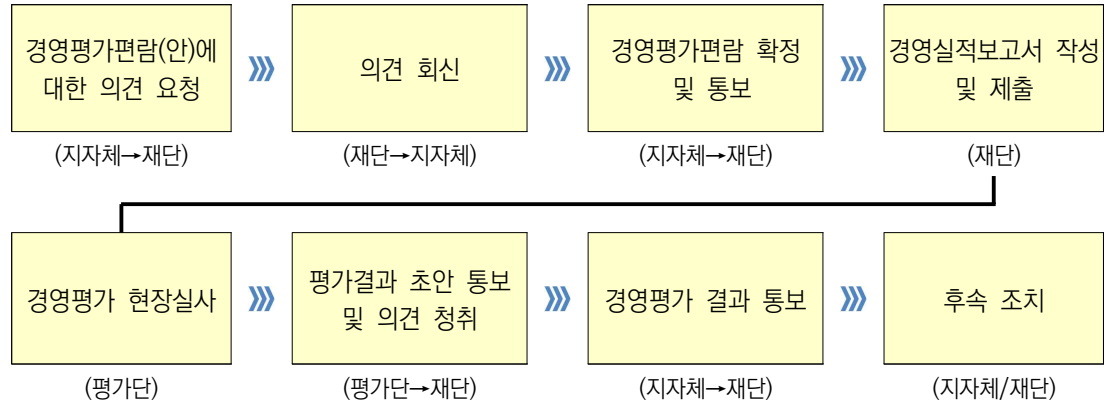 경영평가편람(안)에
대한 의견 요청
의견 회신
경영평가편람 확정
및 통보
경영실적보고서 작성
및 제출
(지자체→재단)
(재단→지자체)
(지자체→재단)
(재단)
경영평가 현장실사
평가결과 초안 통보
및 의견 청취
경영평가 결과 통보
후속 조치
(평가단)
(평가단→재단)
(지자체→재단)
(지자체/재단)